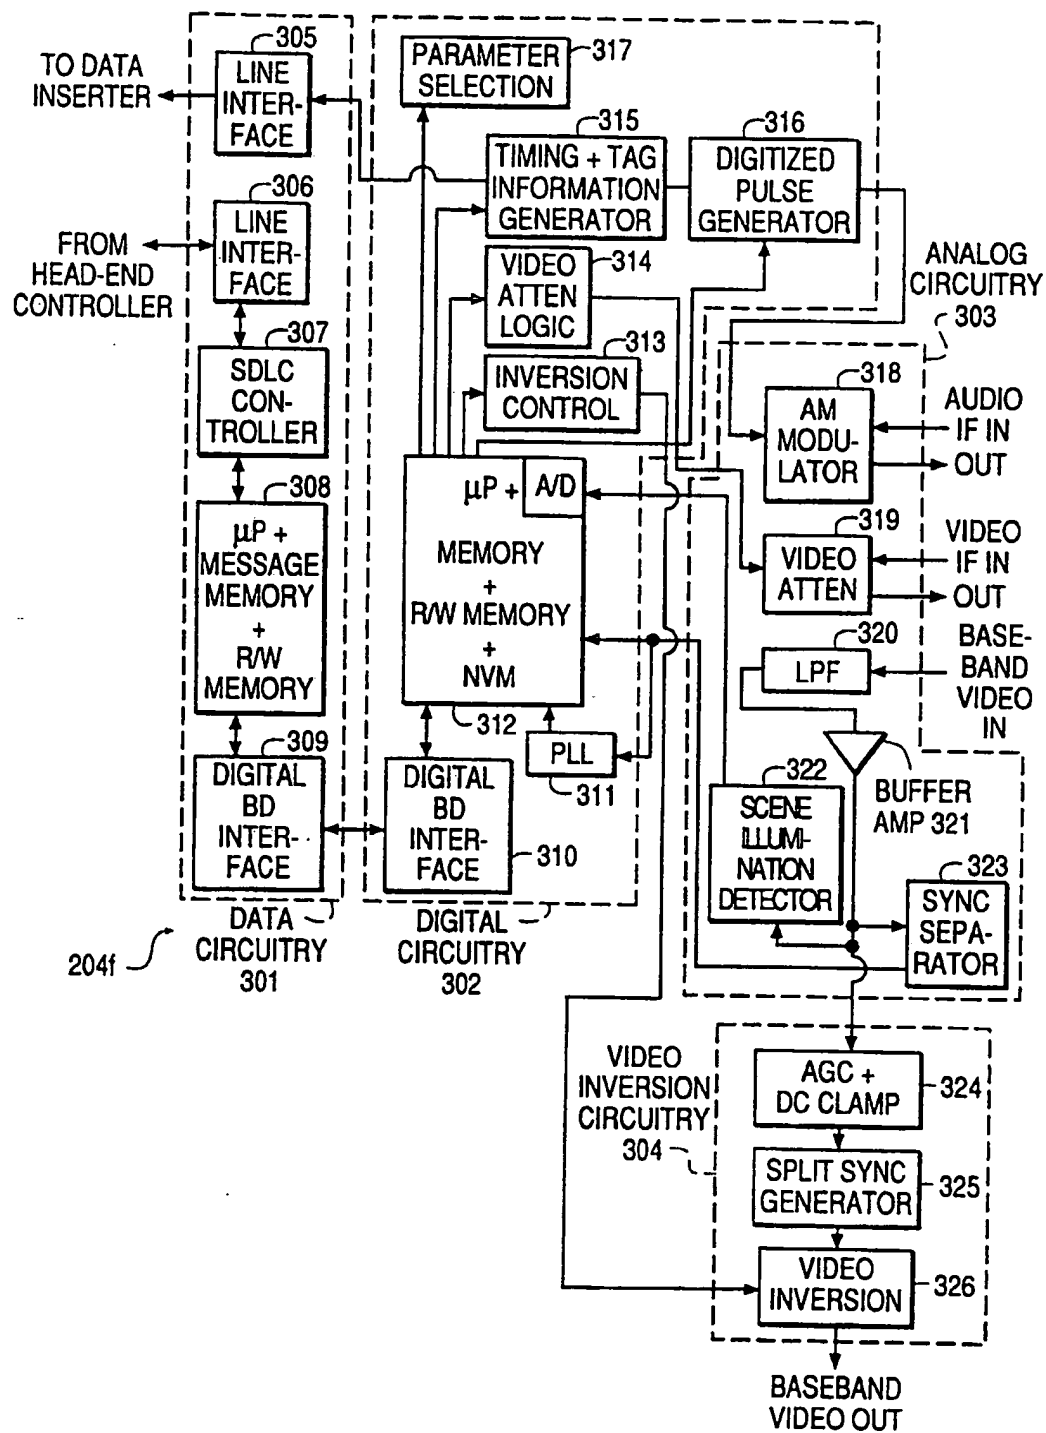 305
LINE
INTER-
FACE
TO DATA
INSERTER
306
LINE
INTER-
FACE
FROM
HEAD-END
CONTROLLER
307
SDLC
CON-
TROLLER
308
µP +
MESSAGE
MEMORY
+
R/W
MEMORY
309
DIGITAL
BD
INTER-
FACE
DATA
CIRCUITRY
301
204f
PARAMETER
SELECTION
317
315
TIMING + TAG
INFORMATION
GENERATOR
316
DIGITIZED
PULSE
GENERATOR
VIDEO
ATTEN
LOGIC
314
313
INVERSION
CONTROL
µP +
A/D
MEMORY
+
R/W MEMORY
+
NVM
312
PLL
311
DIGITAL
BD
INTER-
FACE
310
DIGITAL
CIRCUITRY
302
ANALOG
CIRCUITRY
303
318
AM
MODU-
LATOR
AUDIO
IF IN
OUT
319
VIDEO
ATTEN
VIDEO
IF IN
OUT
320
LPF
BASE-
BAND
VIDEO
IN
BUFFER
AMP 321
322
SCENE
ILLUMI-
NATION
DETECTOR
323
SYNC
SEPA-
RATOR
VIDEO
INVERSION
CIRCUITRY
304
AGC +
DC CLAMP
324
SPLIT SYNC
GENERATOR
325
VIDEO
INVERSION
326
BASEBAND
VIDEO OUT